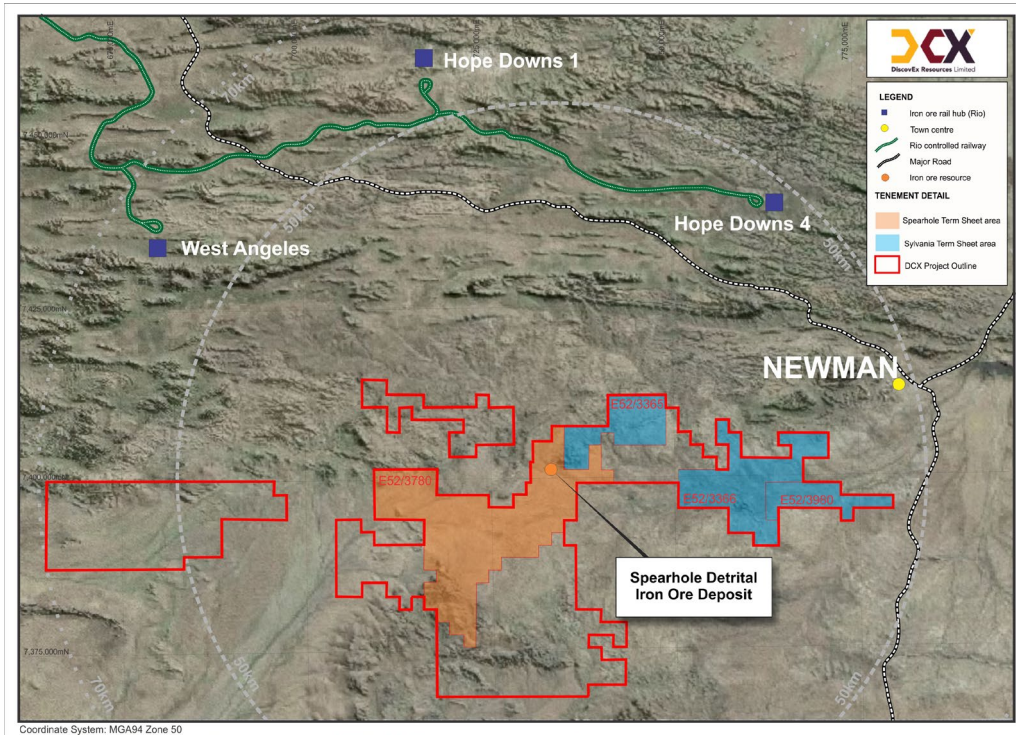 DCX
DiscovEx Resources Limited
LEGEND
Iron ore rail hub (Rio)
Town centre
Rio controlled railway
Major Road
Iron ore resource
TENEMENT DETAIL
Spearhole Term Sheet area
Sylvania Term Sheet area
DCX Project Outline
775,000mE
Hope Downs 1
70km
50km
Hope Downs 4
50km
West Angeles
7,425,000mN
NEWMAN
E52/3365
7,400,000mN
E52/3780
E52/3366
E52/3980
Spearhole Detrital
Iron Ore Deposit
7,375,000mN
70km
50km
Coordinate System: MGA94 Zone 50